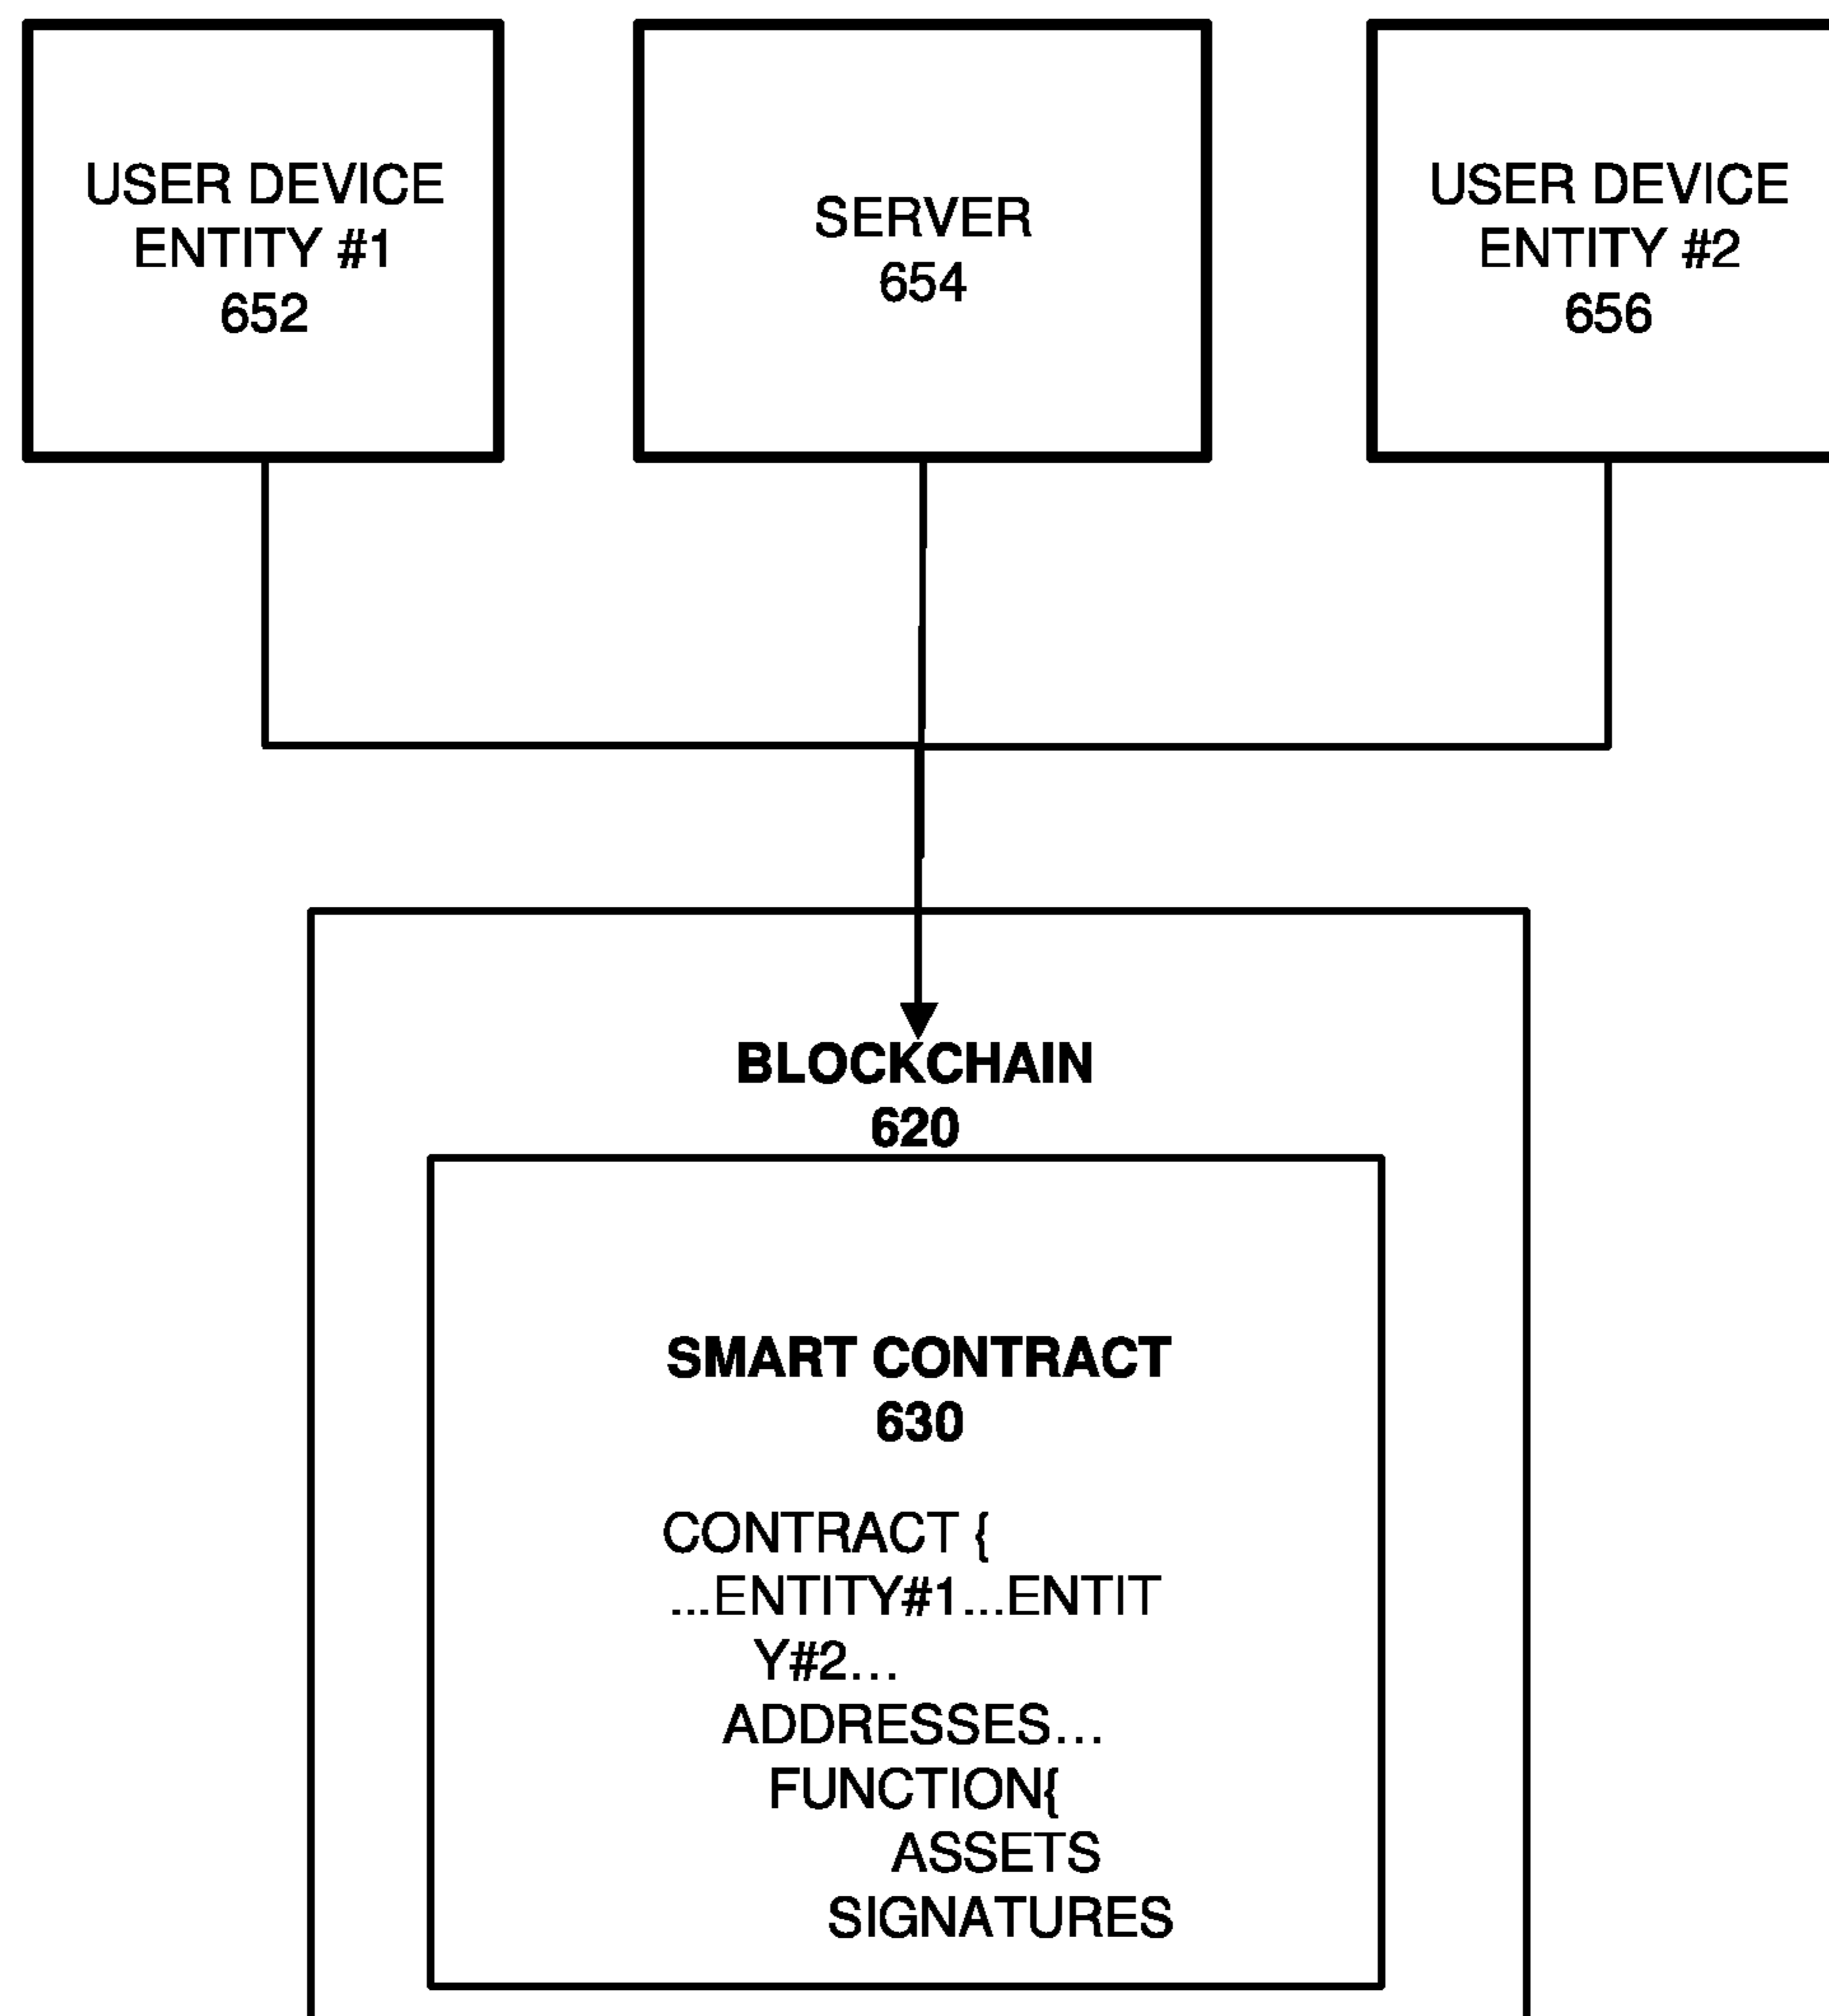 USER DEVICE
ENTITY #1
652
SERVER
654
USER DEVICE
ENTITY #2
656
BLOCKCHAIN
620
SMART CONTRACT
630
CONTRACT {
...ENTITY#1...ENTIT
Y#2...
ADDRESSES...
FUNCTION{
ASSETS
SIGNATURES